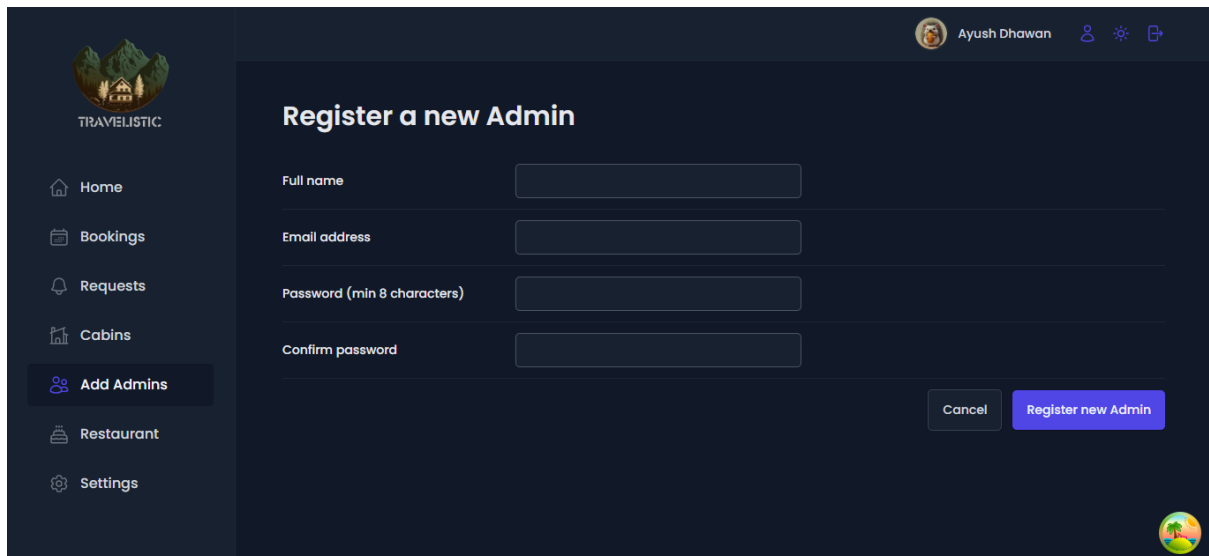 TRAVELISTIC
Ayush Dhawan
Home
Bookings
Requests
Cabins
Add Admins
Restaurant
Settings
Register a new Admin
Full name
Email address
Password (min 8 characters)
Confirm password
Cancel
Register new Admin